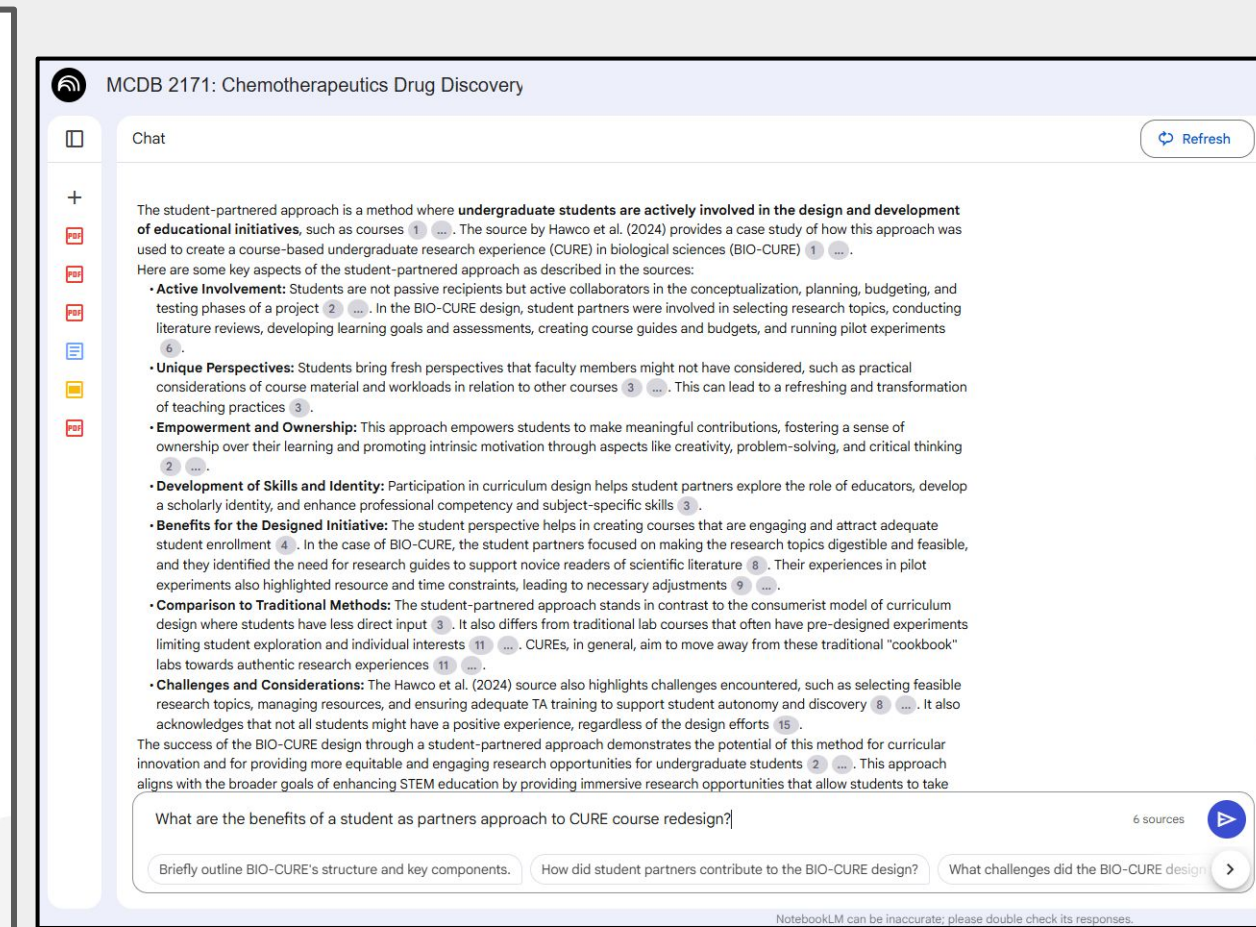 MCDB 2171: Chemotherapeutics Drug Discovery
Chat
Refresh
The student-partnered approach is a method where undergraduate students are actively involved in the design and development
of educational initiatives, such as courses 1 ... . The source by Hawco et al. (2024) provides a case study of how this approach was
used to create a course-based undergraduate research experience (CURE) in biological sciences (BIO-CURE) 1 ... .
Here are some key aspects of the student-partnered approach as described in the sources:
• Active Involvement: Students are not passive recipients but active collaborators in the conceptualization, planning, budgeting, and
testing phases of a project 2 ... . In the BIO-CURE design, student partners were involved in selecting research topics, conducting
literature reviews, developing learning goals and assessments, creating course guides and budgets, and running pilot experiments
6 .
• Unique Perspectives: Students bring fresh perspectives that faculty members might not have considered, such as practical
considerations of course material and workloads in relation to other courses 3 ... . This can lead to a refreshing and transformation
of teaching practices 3 .
• Empowerment and Ownership: This approach empowers students to make meaningful contributions, fostering a sense of
ownership over their learning and promoting intrinsic motivation through aspects like creativity, problem-solving, and critical thinking
2 ... .
• Development of Skills and Identity: Participation in curriculum design helps student partners explore the role of educators, develop
a scholarly identity, and enhance professional competency and subject-specific skills 3 .
• Benefits for the Designed Initiative: The student perspective helps in creating courses that are engaging and attract adequate
student enrollment 4 . In the case of BIO-CURE, the student partners focused on making the research topics digestible and feasible,
and they identified the need for research guides to support novice readers of scientific literature 8 . Their experiences in pilot
experiments also highlighted resource and time constraints, leading to necessary adjustments 9 ... .
• Comparison to Traditional Methods: The student-partnered approach stands in contrast to the consumerist model of curriculum
design where students have less direct input 3 . It also differs from traditional lab courses that often have pre-designed experiments
limiting student exploration and individual interests 11 ... . CUREs, in general, aim to move away from these traditional "cookbook"
labs towards authentic research experiences 11 ... .
• Challenges and Considerations: The Hawco et al. (2024) source also highlights challenges encountered, such as selecting feasible
research topics, managing resources, and ensuring adequate TA training to support student autonomy and discovery 8 ... . It also
acknowledges that not all students might have a positive experience, regardless of the design efforts 15 .
The success of the BIO-CURE design through a student-partnered approach demonstrates the potential of this method for curricular
innovation and for providing more equitable and engaging research opportunities for undergraduate students 2 ... . This approach
aligns with the broader goals of enhancing STEM education by providing immersive research opportunities that allow students to take
What are the benefits of a student as partners approach to CURE course redesign?
6 sources
Briefly outline BIO-CURE's structure and key components.
How did student partners contribute to the BIO-CURE design?
What challenges did the BIO-CURE design
NotebookLM can be inaccurate; please double check its responses.
PDF
PDF
PDF
PDF